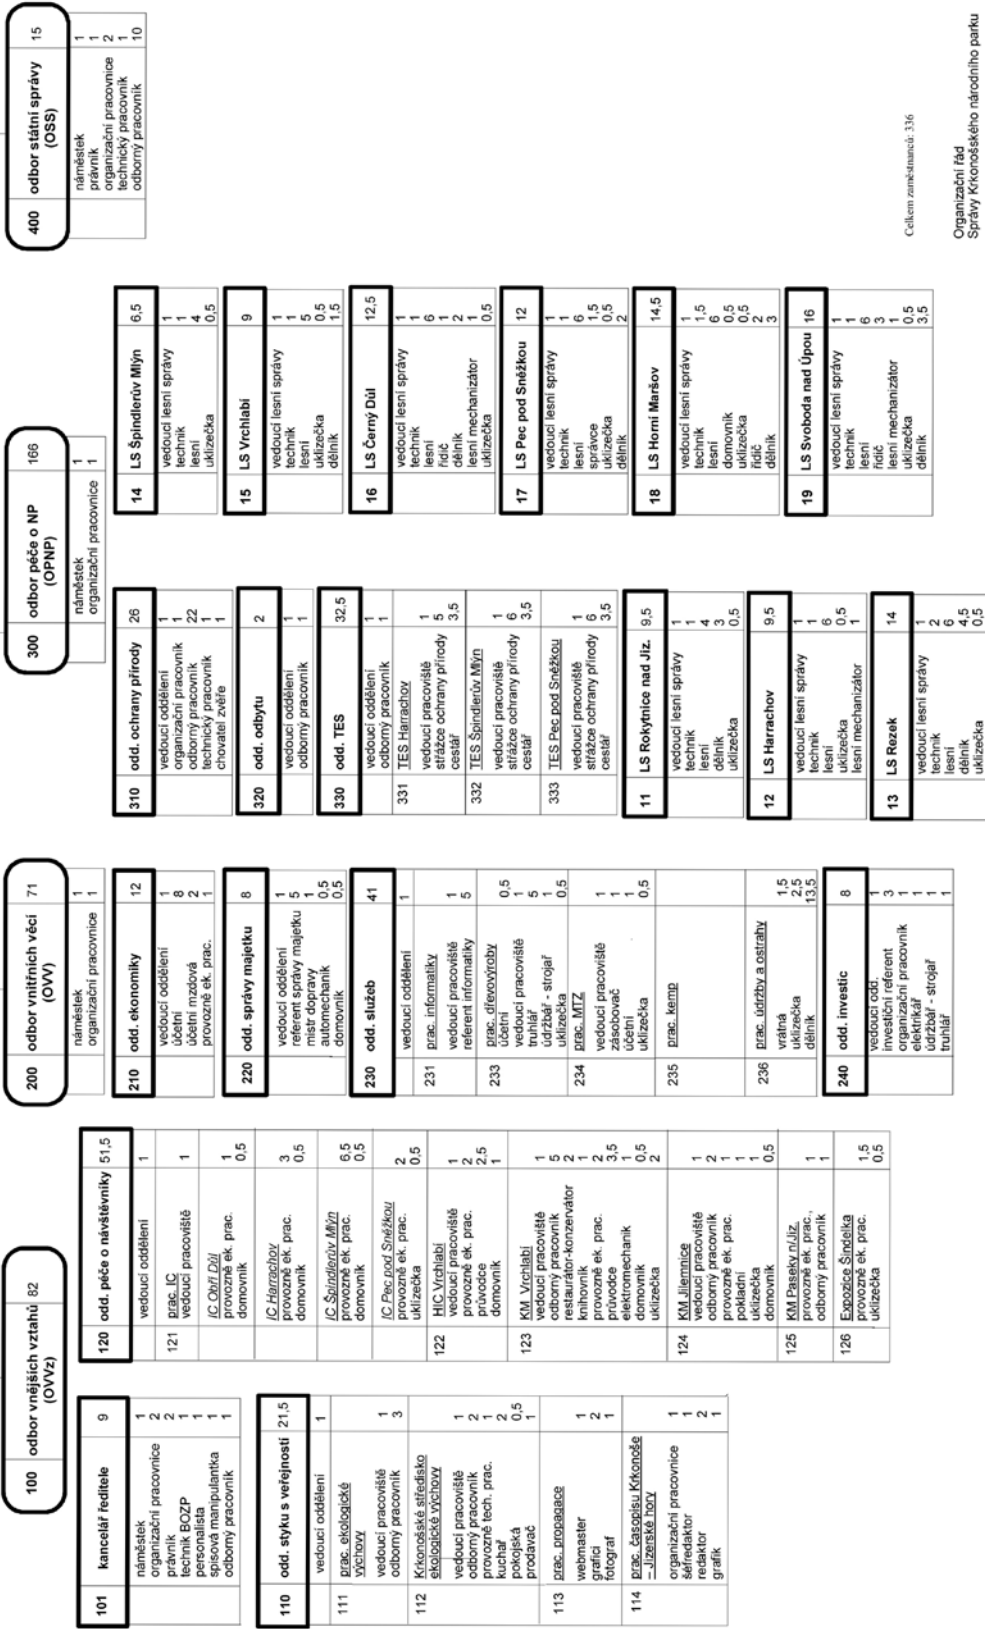 100 odbor vnějších vztahů 82
(OVVz)
101 kancelář ředitele 9
náměstek 1
organizační pracovnice 2
právník 2
technik BOZP 1
personalista 1
spisová manipulantka 1
odborný pracovník 1
110 odd. styku s veřejností 21,5
vedoucí oddělení 1
111 prac. ekologické
výchovy
vedoucí pracoviště 1
odborný pracovník 3
112 Krkonošské středisko
ekologické výchovy
vedoucí pracoviště 1
odborný pracovník 2
provozně tech. prac. 1
kuchař 2
pokojská 0,5
prodavač 1
113 prac. propagace
webmaster 1
grafici 2
fotograf 1
114 prac. časopisu Krkonoše
– Jizerské hory
organizační pracovnice 1
šéfredaktor 1
redaktor 2
grafik 1
120 odd. péče o návštěvníky 51,5
vedoucí oddělení 1
121 prac. IC
vedoucí pracoviště 1
IC Obří Důl
provozně ek. prac. 1
domovník 0,5
IC Harrachov
provozně ek. prac. 3
domovník 0,5
IC Špindlerův Mlýn
provozně ek. prac. 6,5
domovník 0,5
IC Pec pod Sněžkou
provozně ek. prac. 2
uklizečka 0,5
122 HIC Vrchlabí
vedoucí pracoviště 1
provozně ek. prac. 2
průvodce 2,5
domovník 1
123 KM Vrchlabí
vedoucí pracoviště 1
odborný pracovník 5
restaurátor-konzervátor 2
knihovník 1
provozně ek. prac. 2
průvodce 3,5
elektromechanik 1
domovník 0,5
uklizečka 2
124 KM Jilemnice
vedoucí pracoviště 1
odborný pracovník 2
provozně ek. prac. 1
pokladní 1
uklizečka 1
domovník 0,5
125 KM Paseky n/Jiz.
provozně ek. prac., 1
odborný pracovník 1
126 Expozice Šindelka
provozně ek. prac. 1,5
uklizečka 0,5
200 odbor vnitřních věcí 71
(OVV)
náměstek 1
organizační pracovnice 1
210 odd. ekonomiky 12
vedoucí oddělení 1
účetní 8
účetní mzdová 2
provozně ek. prac. 1
220 odd. správy majetku 8
vedoucí oddělení 1
referent správy majetku 5
mistr dopravy 1
automechanik 0,5
domovník 0,5
230 odd. služeb 41
vedoucí oddělení 1
231 prac. informatiky
vedoucí pracoviště 1
referent informatiky 5
233 prac. dřevovýroby
účetní 0,5
vedoucí pracoviště 1
truhlář 5
údržbář - strojař 1
uklizečka 0,5
234 prac. MTZ
vedoucí pracoviště 1
zásobovač 1
účetní 1
uklizečka 0,5
235 prac. kemp
236 prac. údržby a ostrahy
vrátná 1,5
uklizečka 2,5
dělník 13,5
240 odd. investic 8
vedoucí odd. 1
investiční referent 3
organizační pracovník 1
elektrikář 1
údržbář - strojař 1
truhlář 1
300 odbor péče o NP 166
(OPNP)
náměstek 1
organizační pracovnice 1
310 odd. ochrany přírody 26
vedoucí oddělení 1
organizační pracovník 1
odborný pracovník 22
technický pracovník 1
chovatel zvěře 1
320 odd. odbytu 2
vedoucí oddělení 1
odborný pracovník 1
330 odd. TES 32,5
vedoucí oddělení 1
odborný pracovník 1
331 TES Harrachov
vedoucí pracoviště 1
strážce ochrany přírody 5
cestář 3,5
332 TES Špindlerův Mlýn
vedoucí pracoviště 1
strážce ochrany přírody 6
cestář 3,5
333 TES Pec pod Sněžkou
vedoucí pracoviště 1
strážce ochrany přírody 6
cestář 3,5
11 LS Rokytnice nad Jiz. 9,5
vedoucí lesní správy 1
technik 1
lesní 4
dělník 3
uklizečka 0,5
12 LS Harrachov 9,5
vedoucí lesní správy 1
technik 1
lesní 6
uklizečka 0,5
lesní mechanizátor 1
13 LS Rezek 14
vedoucí lesní správy 1
technik 2
lesní 6
dělník 4,5
uklizečka 0,5
14 LS Špindlerův Mlýn 6,5
vedoucí lesní správy 1
technik 1
lesní 4
uklizečka 0,5
15 LS Vrchlabí 9
vedoucí lesní správy 1
technik 1
lesní 5
uklizečka 0,5
dělník 1,5
16 LS Černý Důl 12,5
vedoucí lesní správy 1
technik 1
lesní 6
řidič 1
dělník 2
lesní mechanizátor 1
uklizečka 0,5
17 LS Pec pod Sněžkou 12
vedoucí lesní správy 1
technik 1
lesní 6
správce 1,5
uklizečka 0,5
dělník 2
18 LS Horní Maršov 14,5
vedoucí lesní správy 1
technik 1,5
lesní 6
domovník 0,5
uklizečka 0,5
řidič 2
dělník 3
19 LS Svoboda nad Úpou 16
vedoucí lesní správy 1
technik 1
lesní 6
řidič 3
lesní mechanizátor 1
uklizečka 0,5
dělník 3,5
400 odbor státní správy 15
(OSS)
náměstek 1
právník 1
organizační pracovnice 2
technický pracovník 1
odborný pracovník 10
Celkem zaměstnanců: 336
Organizační řád
Správy Krkonošského národního parku